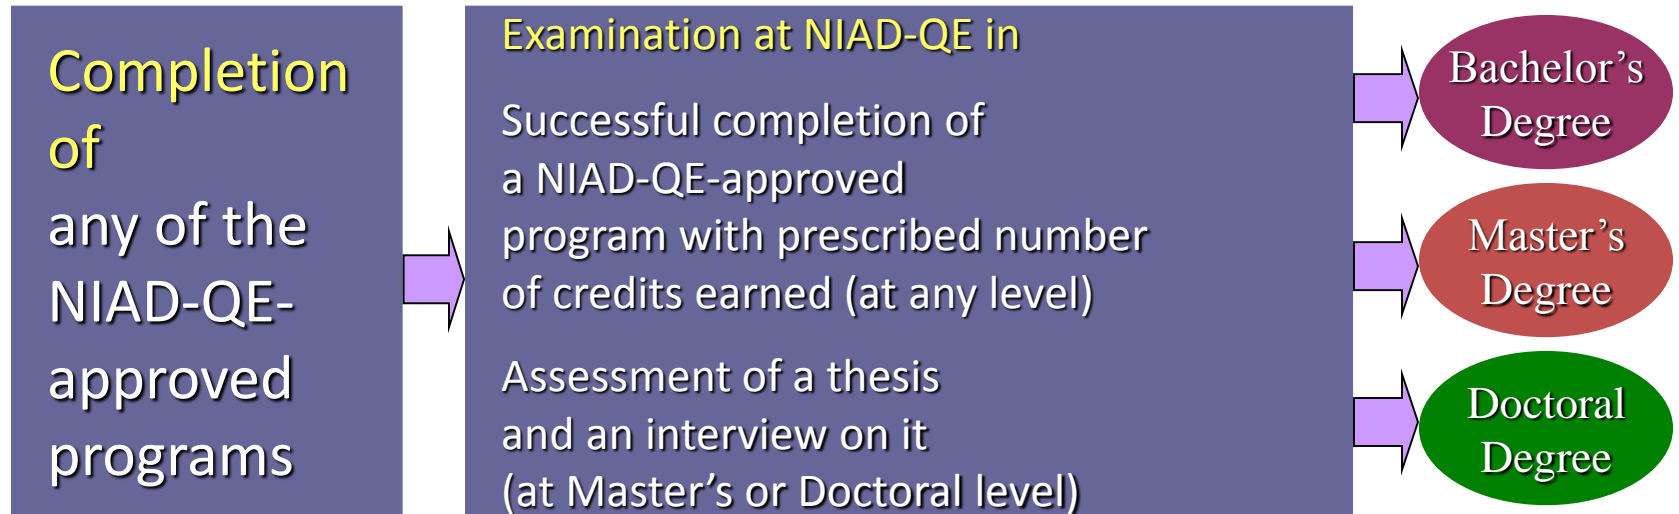 Completion
of
any of the
NIAD-QE-
approved
programs
Examination at NIAD-QE in
Successful completion of
a NIAD-QE-approved
program with prescribed number
of credits earned (at any level)
Assessment of a thesis
and an interview on it
(at Master’s or Doctoral level)
Bachelor’s
Degree
Master’s
Degree
Doctoral
Degree